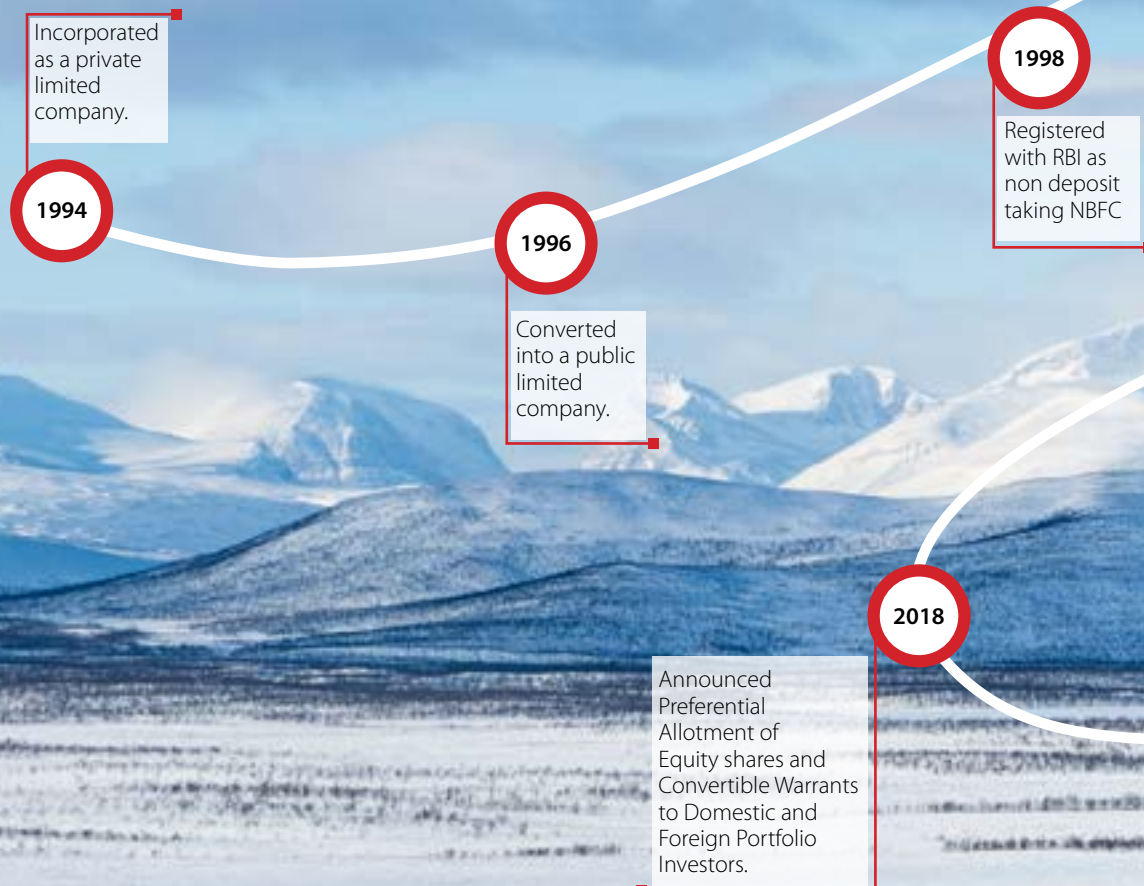 Incorporated
as a private
limited
company.
1994
1996
Converted
into a public
limited
company.
1998
Registered
with RBI as
non deposit
taking NBFC
2018
Announced
Preferential
Allotment of
Equity shares and
Convertible Warrants
to Domestic and
Foreign Portfolio
Investors.